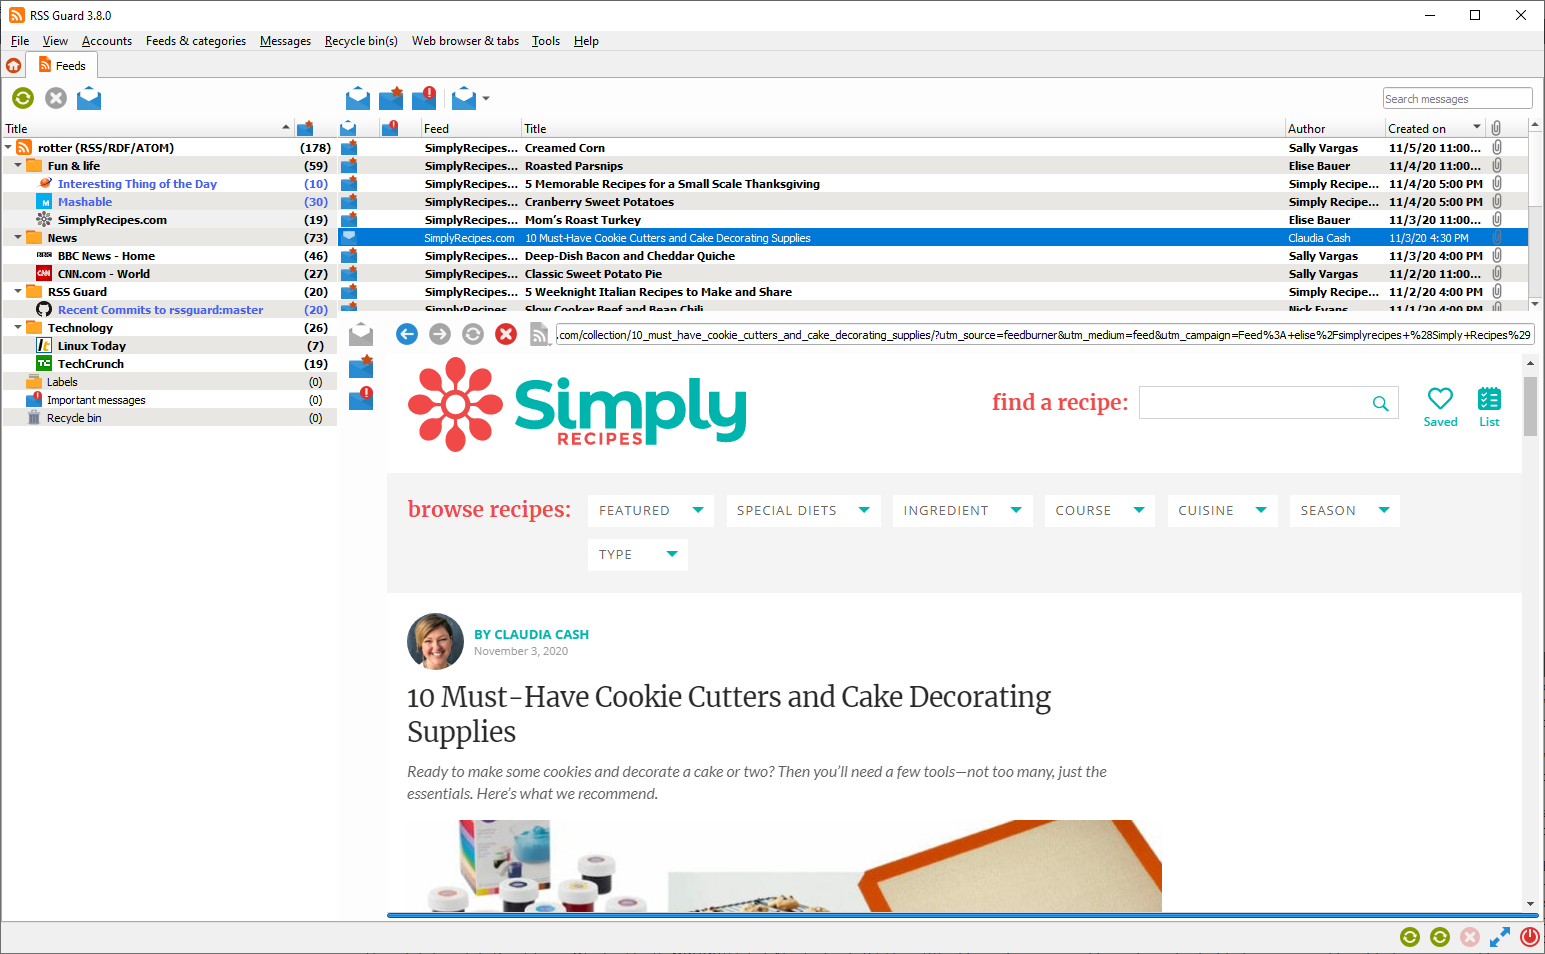 RSS Guard 3.8.0
File View Accounts Feeds & categories Messages Recycle bin(s) Web browser & tabs Tools Help
Feeds
Search messages
Title
Feed Title Author Created on
rotter (RSS/RDF/ATOM) (178)
Fun & life (59)
Interesting Thing of the Day (10)
Mashable (30)
SimplyRecipes.com (19)
News (73)
BBC News - Home (46)
CNN.com - World (27)
RSS Guard (20)
Recent Commits to rssguard:master (20)
Technology (26)
Linux Today (7)
TechCrunch (19)
Labels (0)
Important messages (0)
Recycle bin (0)
SimplyRecipes... Creamed Corn Sally Vargas 11/5/20 11:00...
SimplyRecipes... Roasted Parsnips Elise Bauer 11/4/20 11:00...
SimplyRecipes... 5 Memorable Recipes for a Small Scale Thanksgiving Simply Recipe... 11/4/20 5:00 PM
SimplyRecipes... Cranberry Sweet Potatoes Simply Recipe... 11/4/20 5:00 PM
SimplyRecipes... Mom’s Roast Turkey Elise Bauer 11/3/20 11:00...
SimplyRecipes.com 10 Must-Have Cookie Cutters and Cake Decorating Supplies Claudia Cash 11/3/20 4:30 PM
SimplyRecipes... Deep-Dish Bacon and Cheddar Quiche Sally Vargas 11/3/20 4:00 PM
SimplyRecipes... Classic Sweet Potato Pie Sally Vargas 11/2/20 11:00...
SimplyRecipes... 5 Weeknight Italian Recipes to Make and Share Simply Recipe... 11/2/20 4:00 PM
SimplyRecipes... Slow Cooker Beef and Bean Chili Nick Evans 11/1/20 4:00 PM
.com/collection/10_must_have_cookie_cutters_and_cake_decorating_supplies/?utm_source=feedburner&utm_medium=feed&utm_campaign=Feed%3A+elise%2Fsimplyrecipes+%28Simply+Recipes%29
Simply
RECIPES
find a recipe:
Saved List
browse recipes: FEATURED SPECIAL DIETS INGREDIENT COURSE CUISINE SEASON
TYPE
BY CLAUDIA CASH
November 3, 2020
10 Must-Have Cookie Cutters and Cake Decorating
Supplies
Ready to make some cookies and decorate a cake or two? Then you’ll need a few tools—not too many, just the
essentials. Here’s what we recommend.